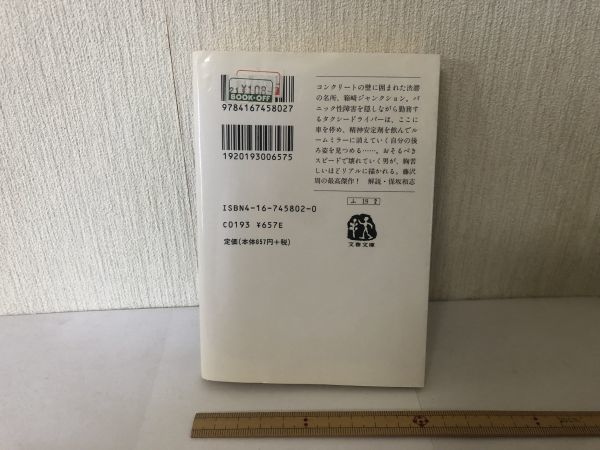 21 ¥108
BOOK・OFF
9784167458027
1920193006575
ISBN4-16-745802-0
C0193 ¥657E
定価(本体657円+税)
コンクリートの壁に囲まれた渋滞
の名所、箱崎ジャンクション。パ
ニック性障害を隠しながら勤務す
るタクシードライバーは、ここに
車を停め、精神安定剤を飲んでル
ームミラーに消えていく自分の後
ろ姿を見つめる……。おそるべき
スピードで壊れていく男が、胸苦
しいほどリアルに描かれる、藤沢
周の最高傑作! 解説・保坂和志
ふ 19 2
文春文庫